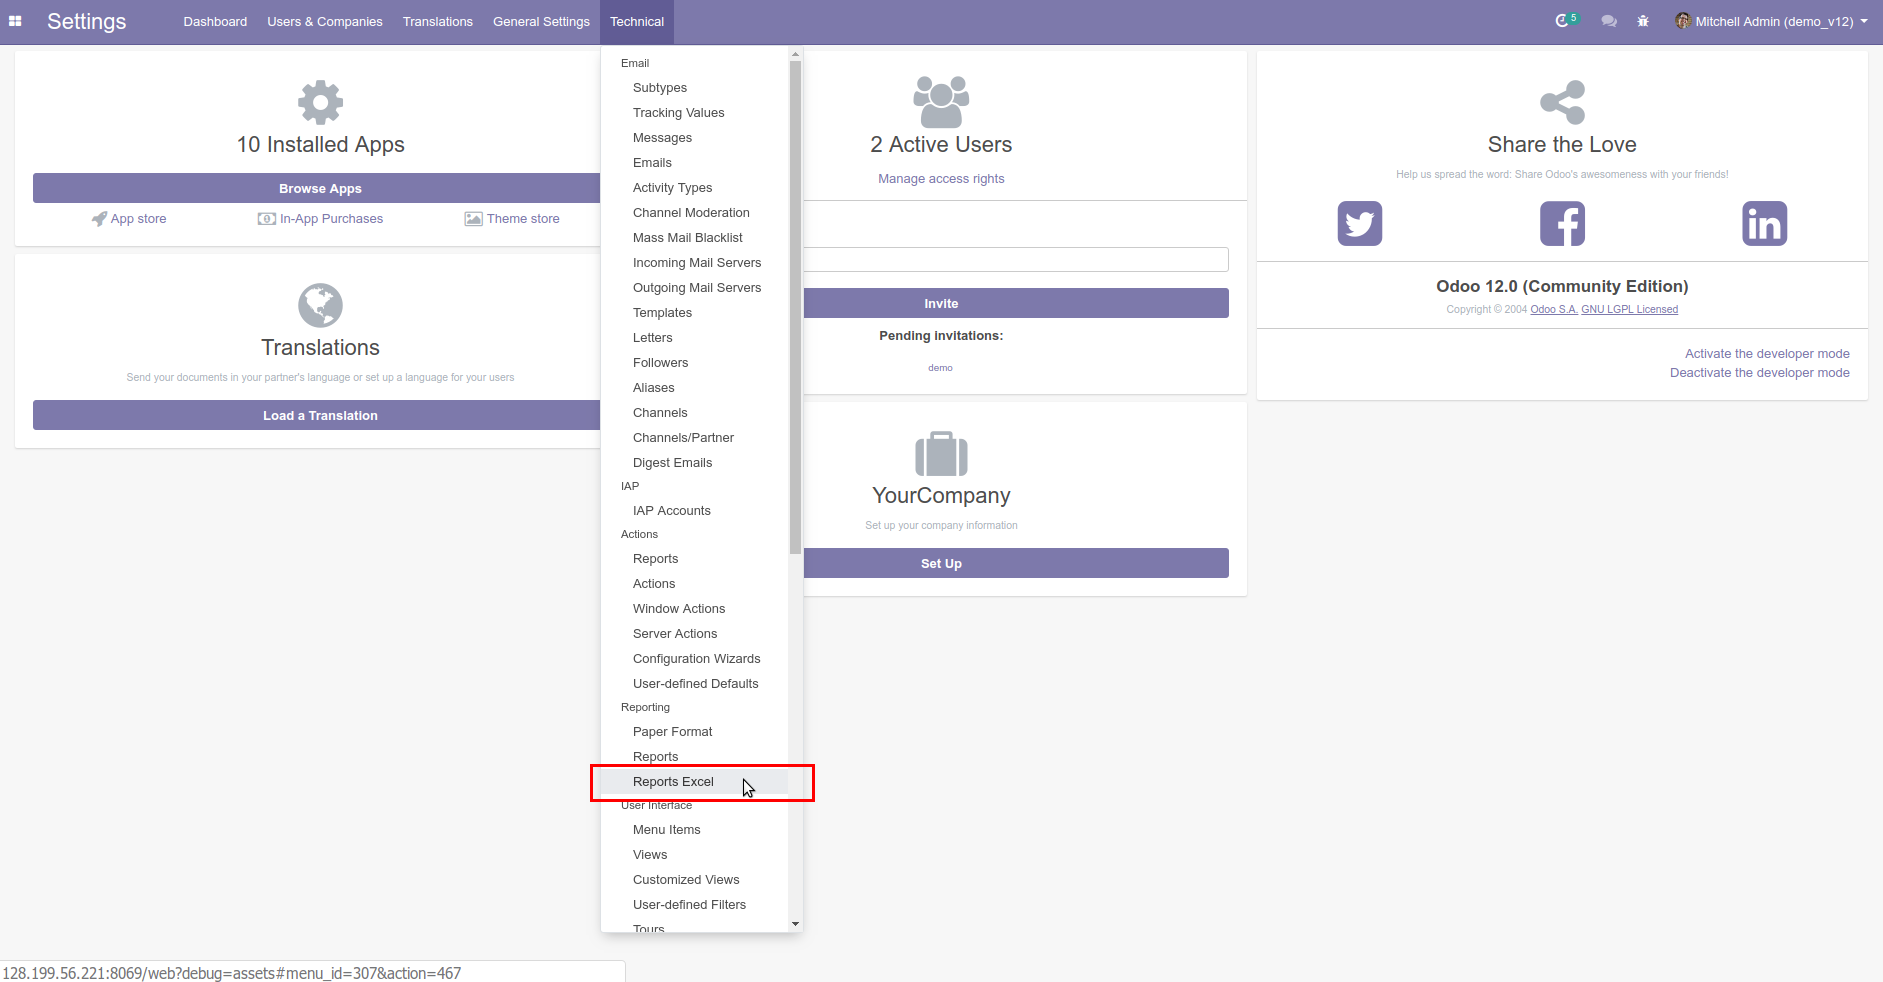 Settings
Dashboard Users & Companies Translations General Settings Technical
5
Mitchell Admin (demo_v12)
10 Installed Apps
Browse Apps
App store In-App Purchases Theme store
Translations
Send your documents in your partner's language or set up a language for your users
Load a Translation
Email
Subtypes
Tracking Values
Messages
Emails
Activity Types
Channel Moderation
Mass Mail Blacklist
Incoming Mail Servers
Outgoing Mail Servers
Templates
Letters
Followers
Aliases
Channels
Channels/Partner
Digest Emails
IAP
IAP Accounts
Actions
Reports
Actions
Window Actions
Server Actions
Configuration Wizards
User-defined Defaults
Reporting
Paper Format
Reports
Reports Excel
User Interface
Menu Items
Views
Customized Views
User-defined Filters
Tours
2 Active Users
Manage access rights
Invite
Pending invitations:
demo
YourCompany
Set up your company information
Set Up
Share the Love
Help us spread the word: Share Odoo's awesomeness with your friends!
Odoo 12.0 (Community Edition)
Copyright © 2004 Odoo S.A. GNU LGPL Licensed
Activate the developer mode
Deactivate the developer mode
128.199.56.221:8069/web?debug=assets#menu_id=307&action=467